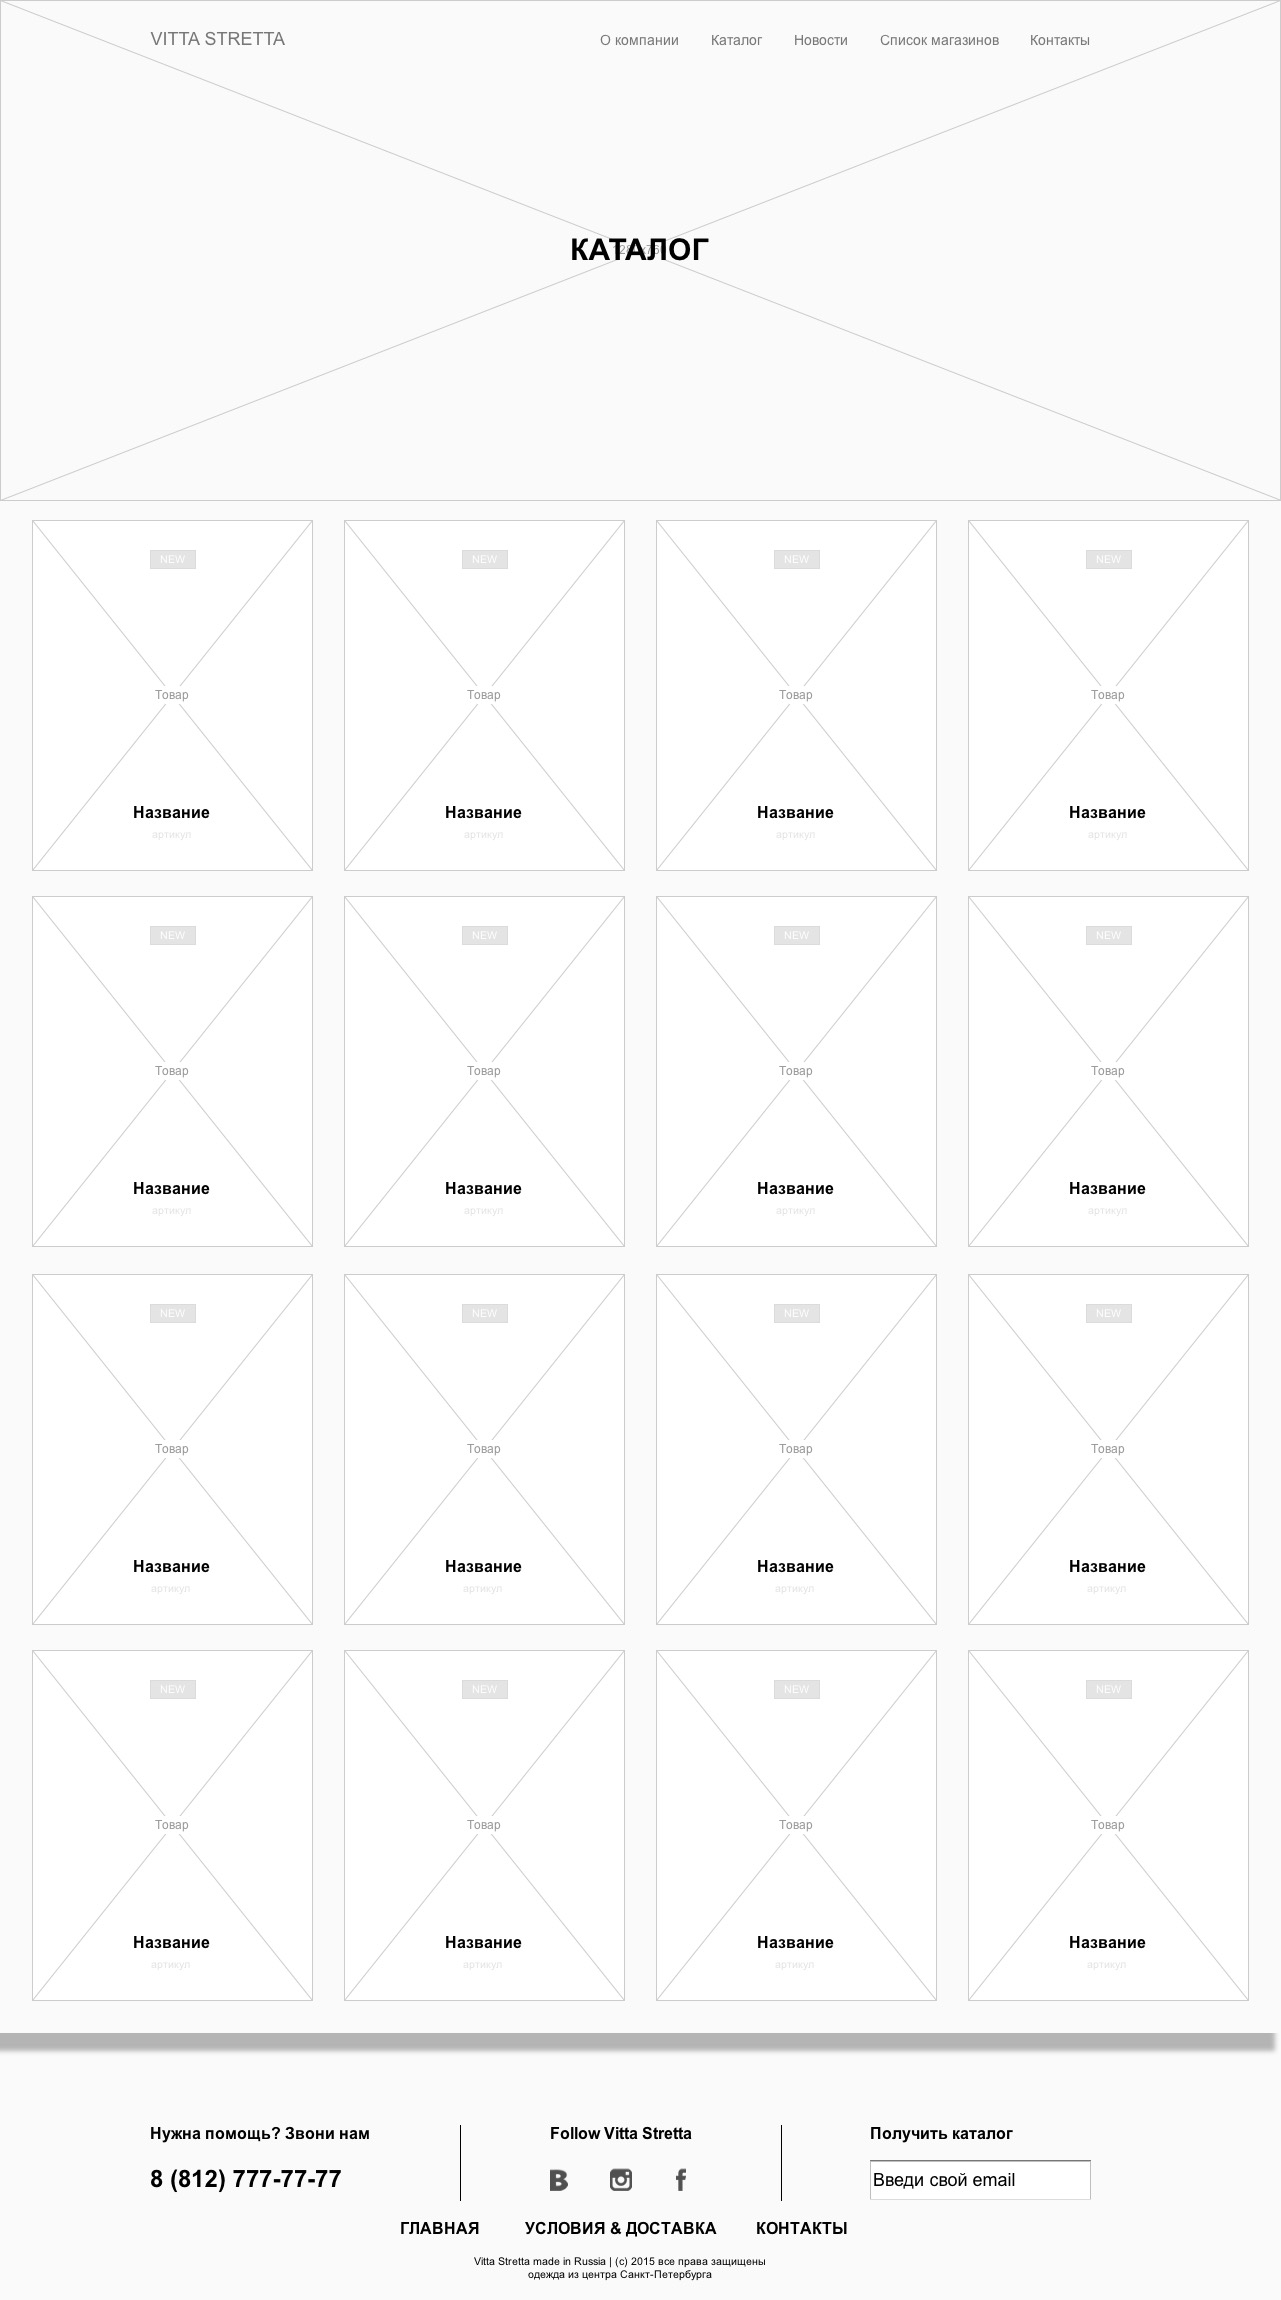 VITTA STRETTA
О компании Каталог Новости Список магазинов Контакты
КАТАЛОГ
NEW NEW NEW NEW
Товар Товар Товар Товар
Название Название Название Название
артикул артикул артикул артикул
NEW NEW NEW NEW
Товар Товар Товар Товар
Название Название Название Название
артикул артикул артикул артикул
NEW NEW NEW NEW
Товар Товар Товар Товар
Название Название Название Название
артикул артикул артикул артикул
NEW NEW NEW NEW
Товар Товар Товар Товар
Название Название Название Название
артикул артикул артикул артикул
Нужна помощь? Звони нам
8 (812) 777-77-77
Follow Vitta Stretta
Получить каталог
Введи свой email
ГЛАВНАЯ УСЛОВИЯ & ДОСТАВКА КОНТАКТЫ
Vitta Stretta made in Russia | (c) 2015 все права защищены
одежда из центра Санкт-Петербурга